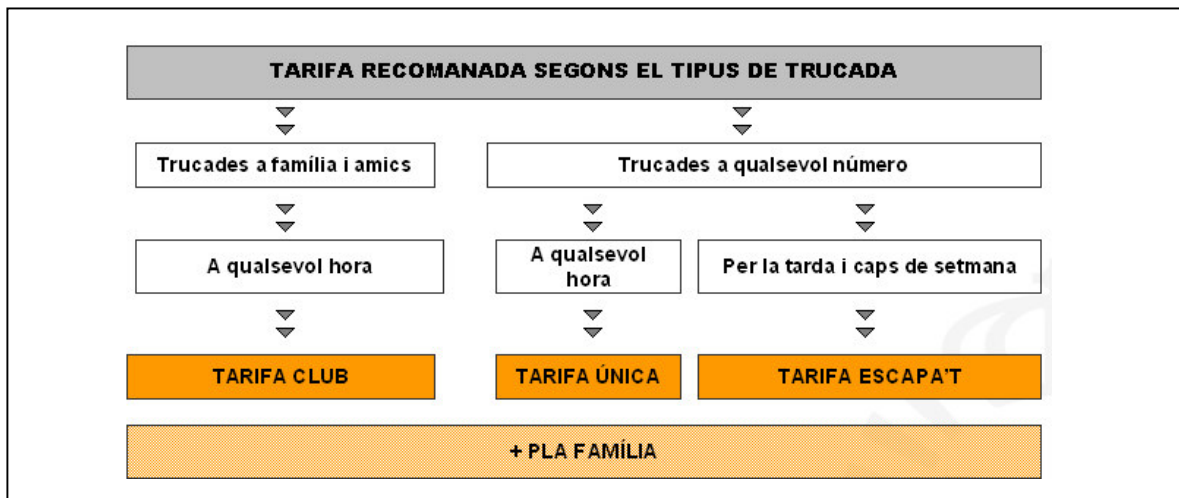 TARIFA RECOMANADA SEGONS EL TIPUS DE TRUCADA
Trucades a família i amics
Trucades a qualsevol número
A qualsevol hora
A qualsevol
hora
Per la tarda i caps de setmana
TARIFA CLUB
TARIFA ÚNICA
TARIFA ESCAPA'T
+ PLA FAMÍLIA